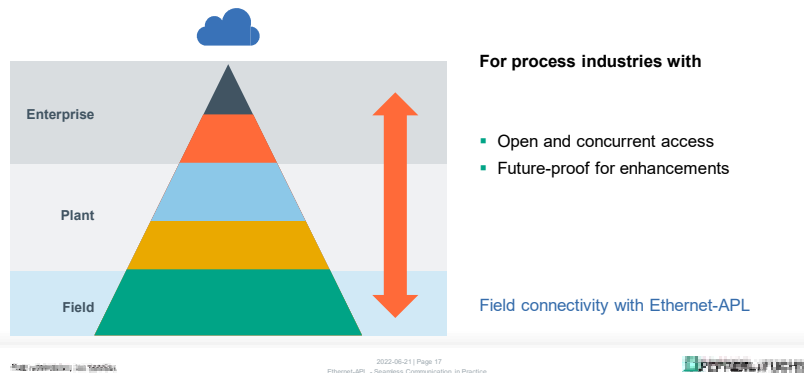 For process industries with
Enterprise
Open and concurrent access
Future-proof for enhancements
Plant
Field
Field connectivity with Ethernet-APL
2022-06-21 | Page 17
Ethernet-APL - Seamless Communication in Practice